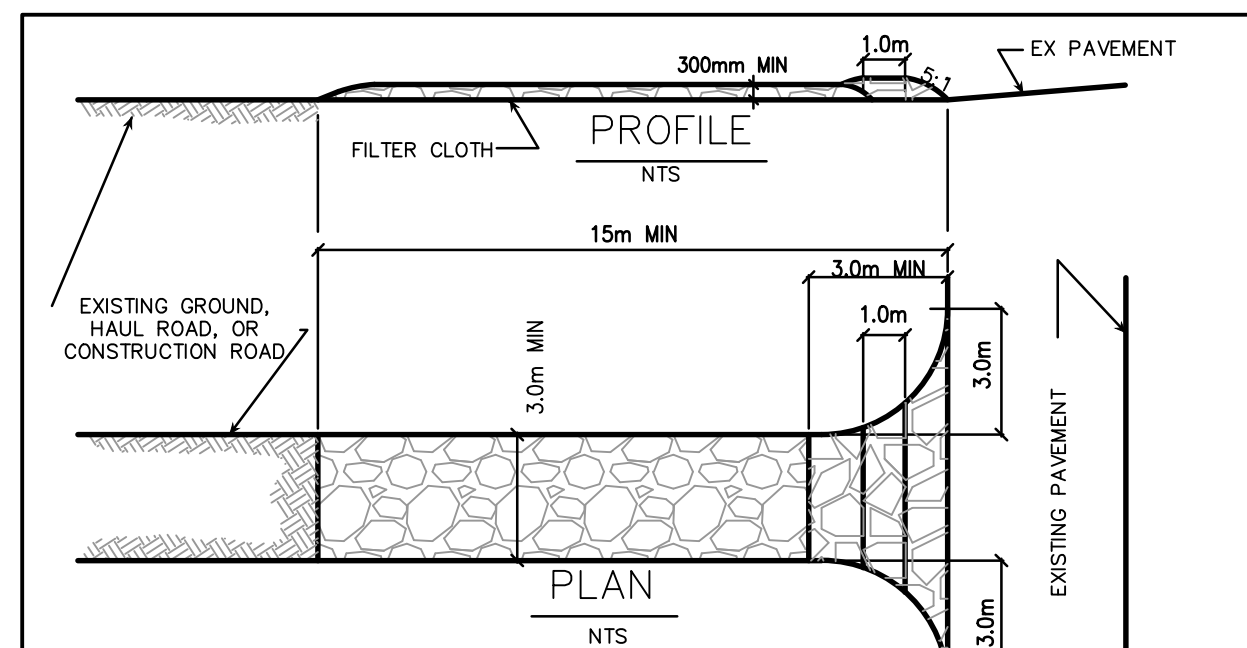 1.0m
EX PAVEMENT
300mm MIN
5:1
FILTER CLOTH
PROFILE
NTS
15m MIN
3.0m MIN
1.0m
EXISTING GROUND,
HAUL ROAD, OR
CONSTRUCTION ROAD
3.0m MIN
3.0m
EXISTING PAVEMENT
PLAN
NTS
3.0m